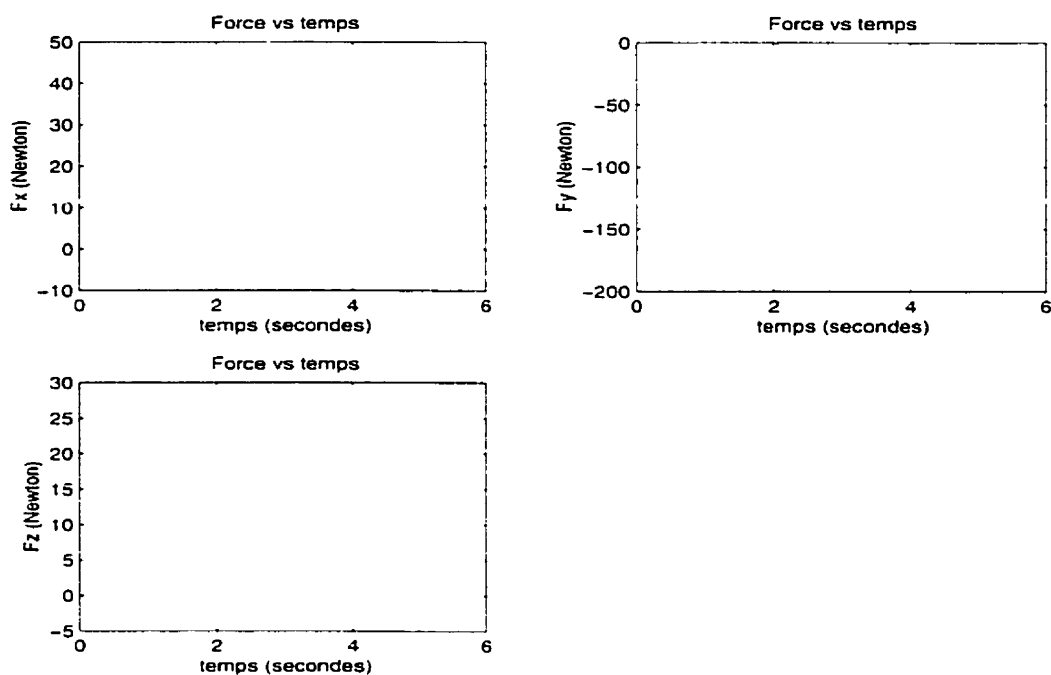 Force vs temps
50
40
30
20
10
0
−10
Fx (Newton)
0 2 4 6
temps (secondes)
Force vs temps
0
−50
−100
−150
−200
Fy (Newton)
0 2 4 6
temps (secondes)
Force vs temps
30
25
20
15
10
5
0
−5
Fz (Newton)
0 2 4 6
temps (secondes)